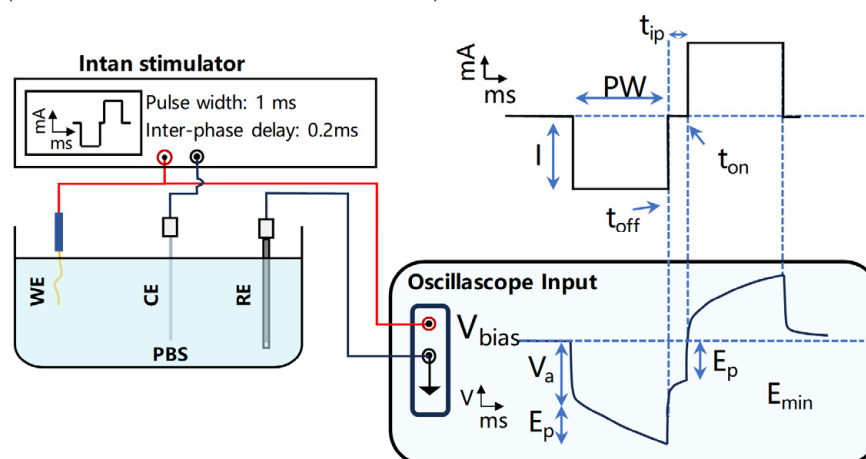 Intan stimulator
mA
ms
Pulse width: 1 ms
Inter-phase delay: 0.2ms
WE
CE
RE
PBS
mA
ms
PW
t_ip
I
t_on
t_off
Oscillascope Input
V_bias
V
ms
V_a
E_p
E_p
E_min